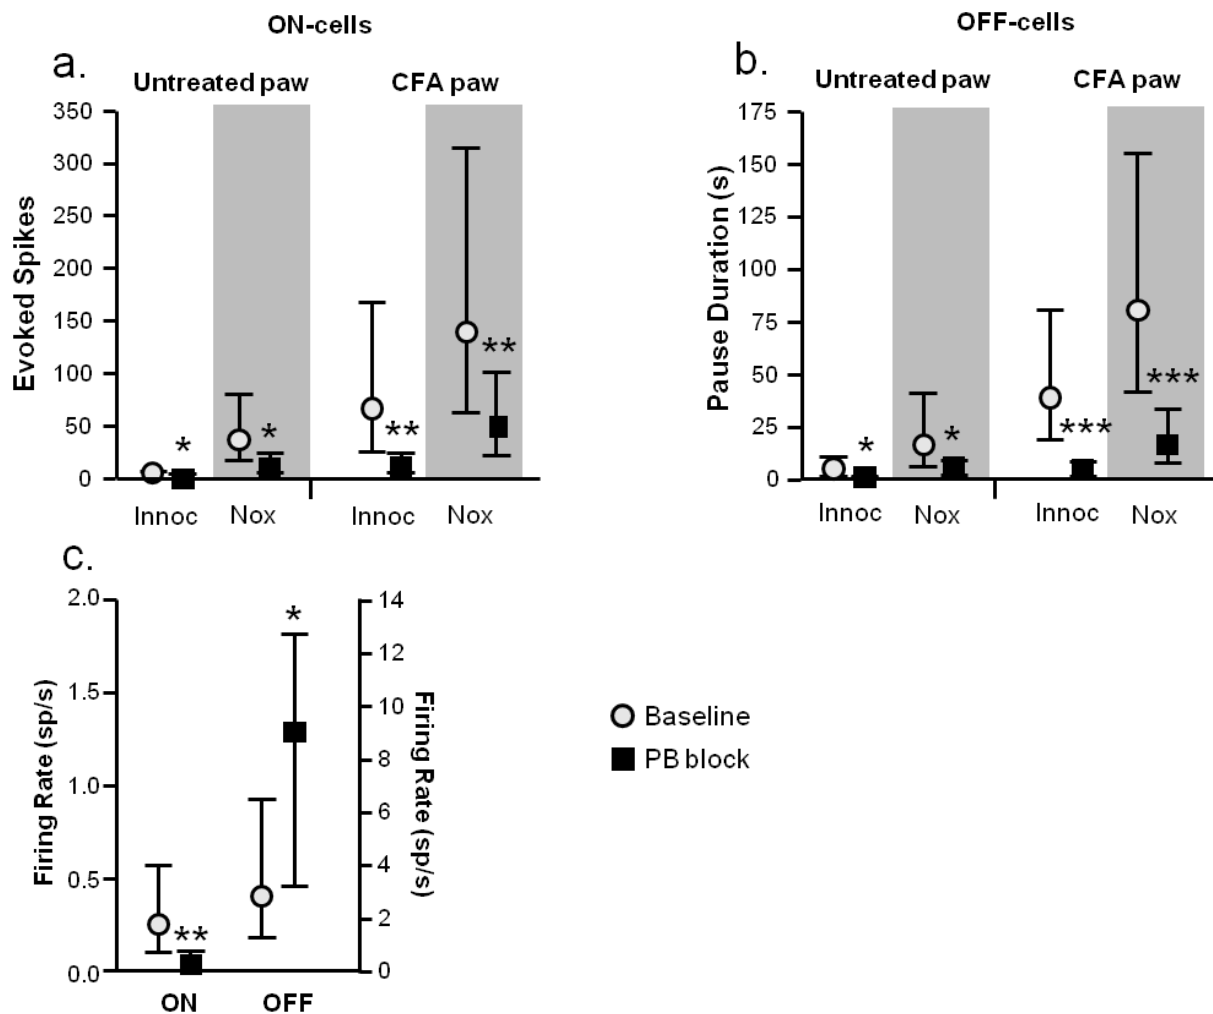 ON-cells
a.
Untreated paw
CFA paw
350
300
250
200
150
100
50
0
Evoked Spikes
*
*
**
**
Innoc
Nox
Innoc
Nox
OFF-cells
b.
Untreated paw
CFA paw
175
150
125
100
75
50
25
0
Pause Duration (s)
*
*
***
***
Innoc
Nox
Innoc
Nox
c.
2.0
1.5
1.0
0.5
0.0
Firing Rate (sp/s)
**
*
14
12
10
8
6
4
2
0
Firing Rate (sp/s)
ON
OFF
Baseline
PB block